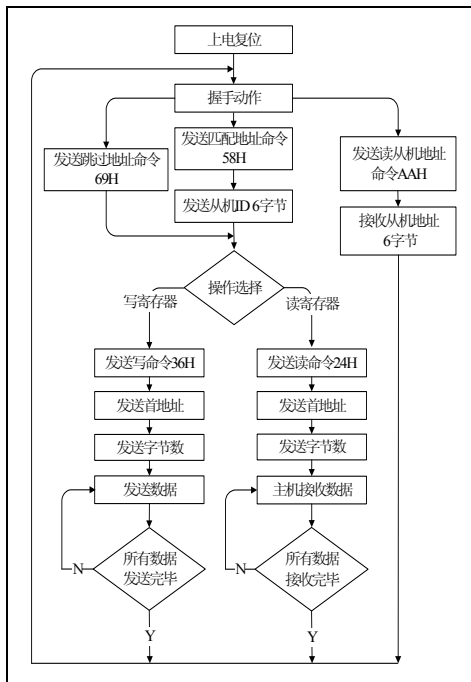 上电复位
握手动作
发送跳过地址命令
69H
发送匹配地址命令
58H
发送从机ID 6字节
发送读从机地址
命令AAH
接收从机地址
6字节
操作选择
写寄存器
读寄存器
发送写命令36H
发送读命令24H
发送首地址
发送首地址
发送字节数
发送字节数
发送数据
主机接收数据
N
所有数据
发送完毕
N
所有数据
接收完毕
Y
Y